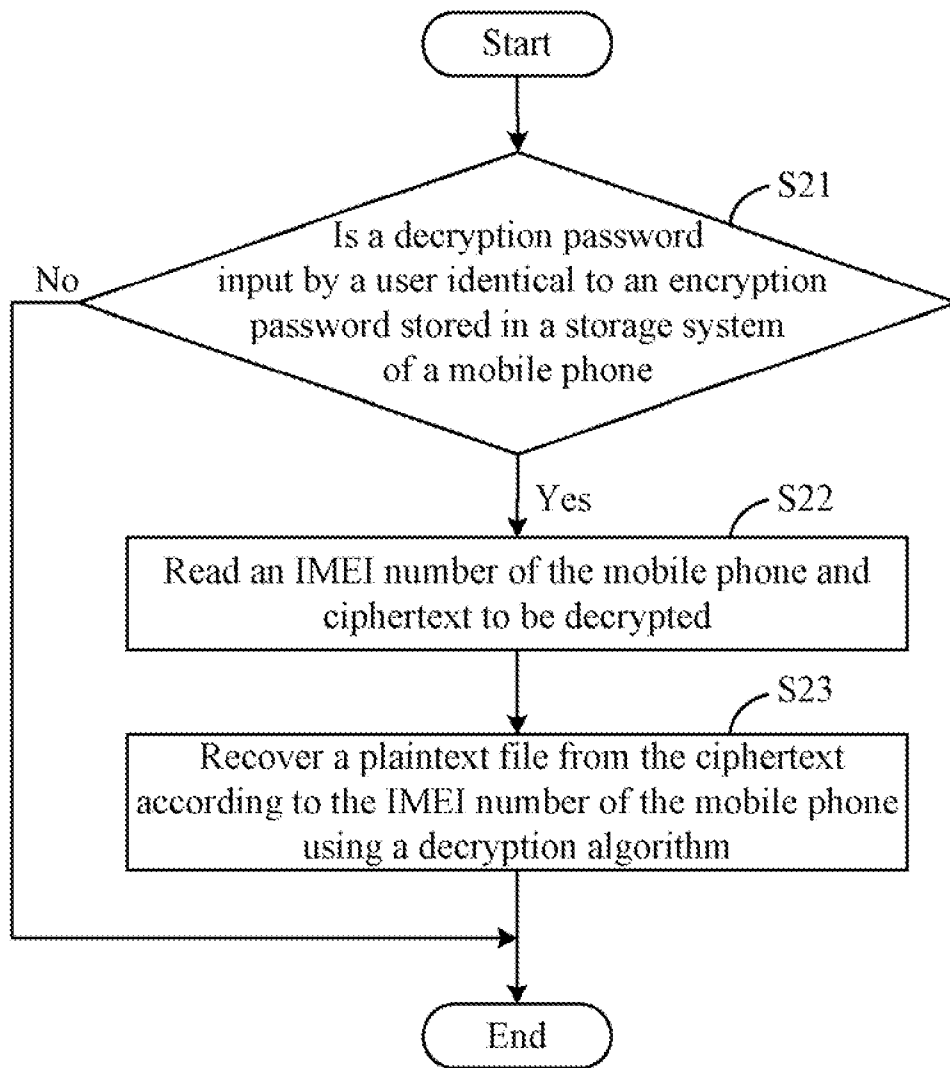 Start
S21
Is a decryption password
input by a user identical to an encryption
password stored in a storage system
of a mobile phone
No
Yes
S22
Read an IMEI number of the mobile phone and
ciphertext to be decrypted
S23
Recover a plaintext file from the ciphertext
according to the IMEI number of the mobile phone
using a decryption algorithm
End